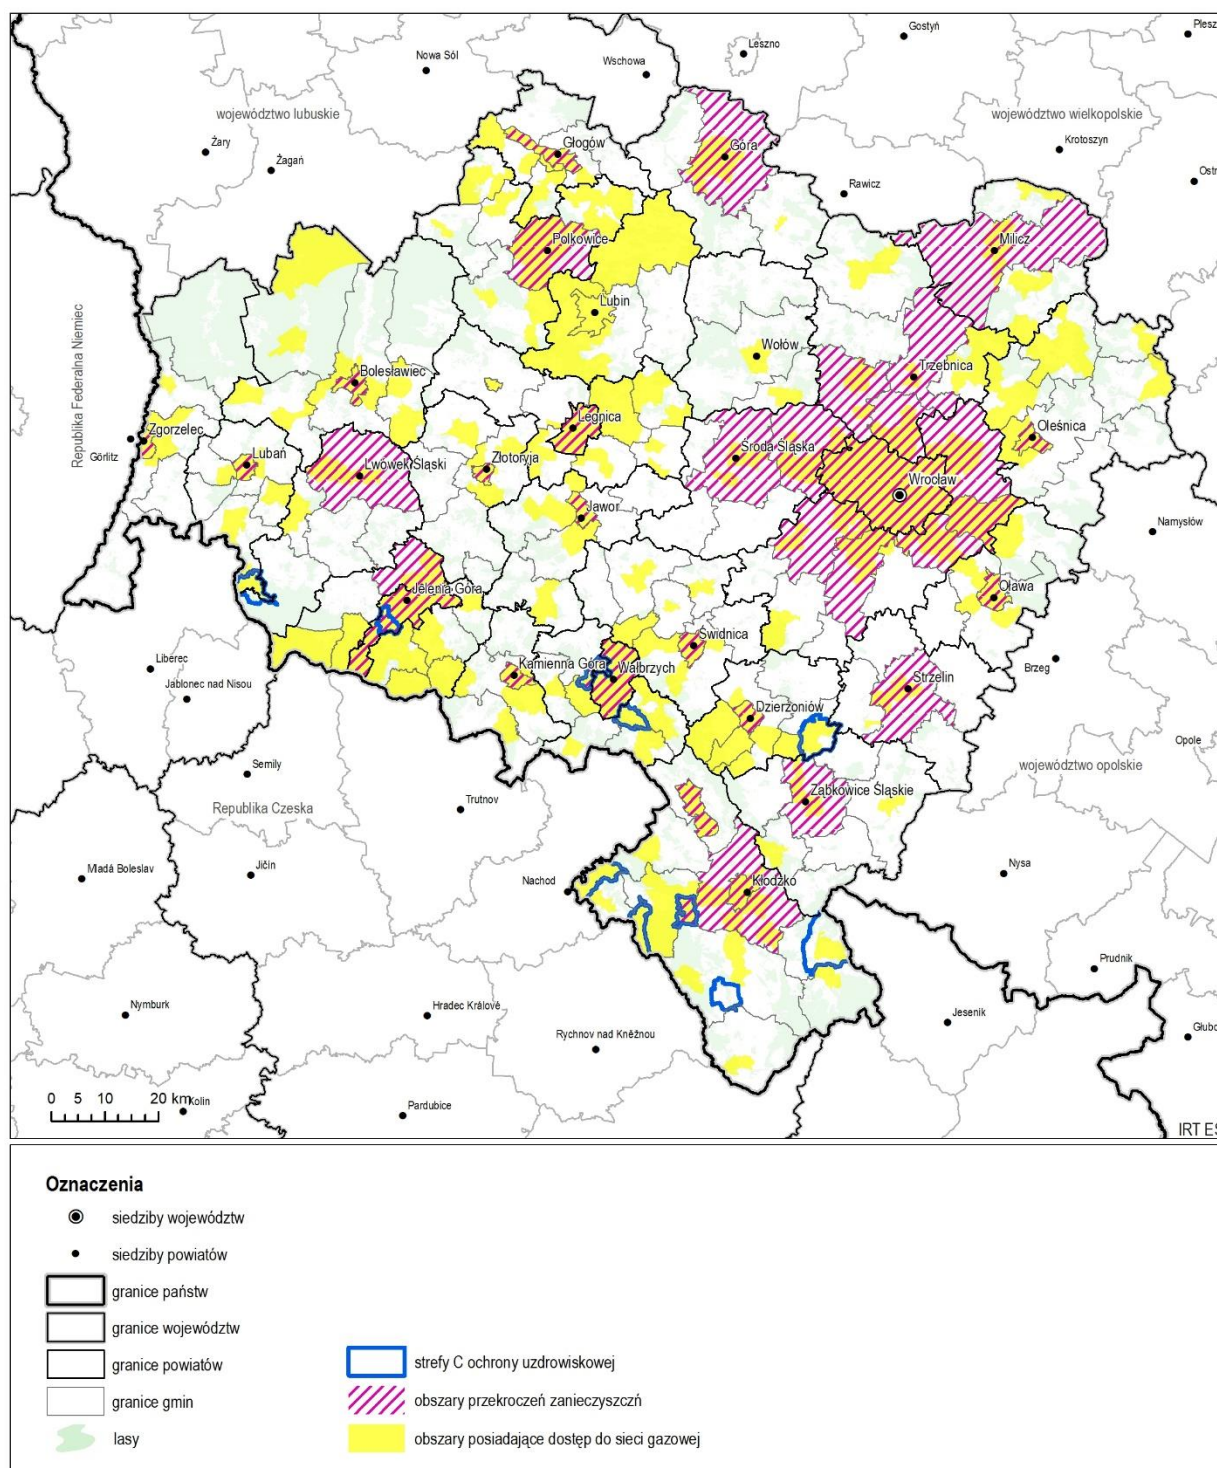 Gostyń
Plesz
Leszno
Nowa Sól
Wschowa
województwo lubuskie
województwo wielkopolskie
Żary
Głogów
Góra
Krotoszyn
Żagań
Ostr
Rawicz
Polkowice
Milicz
Republika Federalna Niemiec
Lubin
Wołów
Bolesławiec
Trzebnica
Legnica
Oleśnica
Zgorzelec
Görlitz
Lubań
Lwówek Śląski
Złotoryja
Środa Śląska
Wrocław
Jawor
Namysłów
Jelenia Góra
Oława
Świdnica
Liberec
Kamienna Góra
Wałbrzych
Brzeg
Jablonec nad Nisou
Strzelin
Dzierżoniów
Opole
Semily
województwo opolskie
Republika Czeska
Trutnov
Ząbkowice Śląskie
Mladá Boleslav
Jičín
Nachod
Kłodzko
Nysa
Prudnik
Nymburk
Hradec Králové
Jesenik
Rychnov nad Kněžnou
Głubc
0 5 10 20 km
Kolin
Pardubice
IRT ES
Oznaczenia
siedziby województw
siedziby powiatów
granice państw
granice województw
granice powiatów
granice gmin
lasy
strefy C ochrony uzdrowiskowej
obszary przekroczeń zanieczyszczń
obszary posiadające dostęp do sieci gazowej